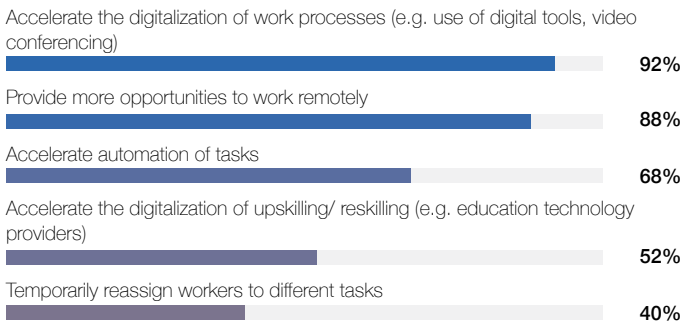 Accelerate the digitalization of work processes (e.g. use of digital tools, video
conferencing)
92%
Provide more opportunities to work remotely
88%
Accelerate automation of tasks
68%
Accelerate the digitalization of upskilling/ reskilling (e.g. education technology
providers)
52%
Temporarily reassign workers to different tasks
40%